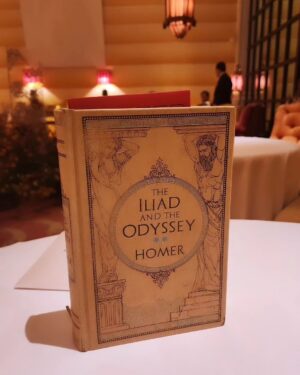 THE
ILIAD
AND THE
ODYSSEY
HOMER